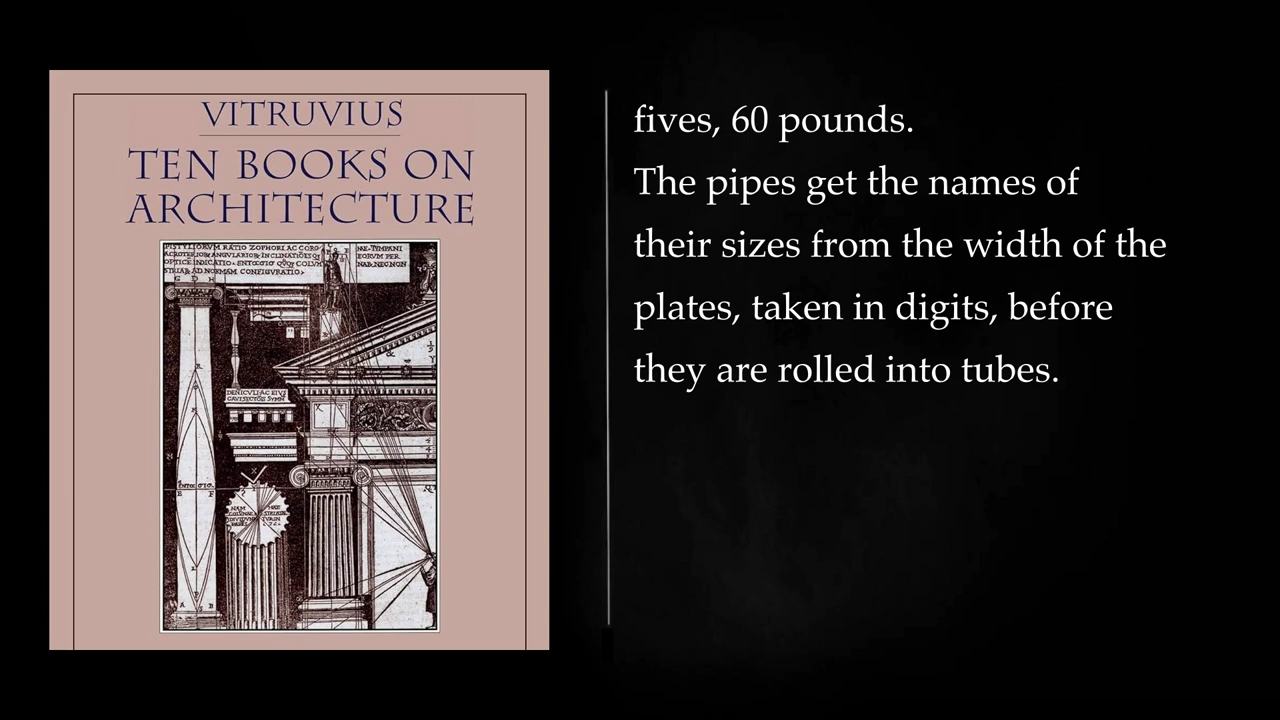 VITRUVIUS
TEN BOOKS ON
ARCHITECTURE
fives, 60 pounds.
The pipes get the names of
their sizes from the width of the
plates, taken in digits, before
they are rolled into tubes.